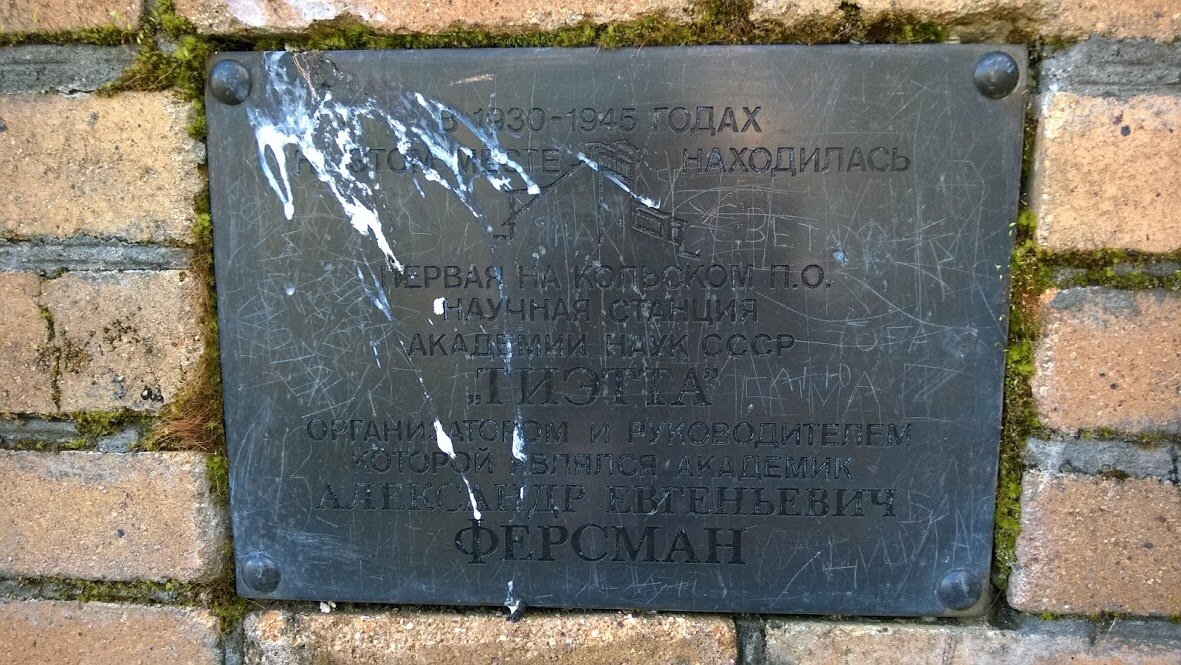 В 1930-1945 ГОДАХ
НА ЭТОМ МЕСТЕ НАХОДИЛАСЬ
ПЕРВАЯ НА КОЛЬСКОМ П.О.
НАУЧНАЯ СТАНЦИЯ
АКАДЕМИИ НАУК СССР
„ТИЭТТА”
ОРГАНИЗАТОРОМ И РУКОВОДИТЕЛЕМ
КОТОРОЙ ЯВЛЯЛСЯ АКАДЕМИК
АЛЕКСАНДР ЕВГЕНЬЕВИЧ
ФЕРСМАН